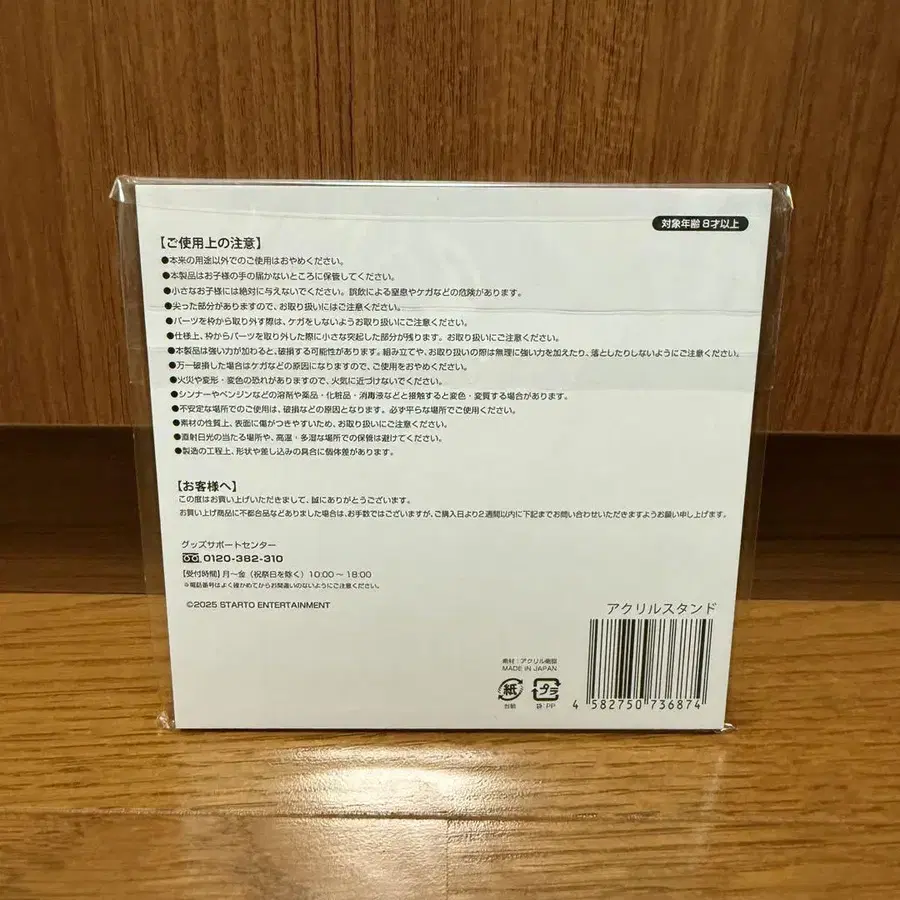 対象年齢 8才以上
【ご使用上の注意】
●本来の用途以外でのご使用はおやめください。
●本製品はお子様の手の届かないところに保管してください。
●小さなお子様には絶対に与えないでください。誤飲による窒息やケガなどの危険があります。
●尖った部分がありますので、お取り扱いにはご注意ください。
●パーツを枠から取り外す際は、ケガをしないようお取り扱いにご注意ください。
●仕様上、枠からパーツを取り外した際に小さな突起した部分が残ります。お取り扱いにご注意ください。
●本製品は強い力が加わると、破損する可能性があります。組み立てや、お取り扱いの際は無理に強い力を加えたり、落としたりしないようにご注意ください。
●万一破損した場合はケガなどの原因になりますので、ご使用をおやめください。
●火災や変形・変色の恐れがありますので、火気に近づけないでください。
●シンナーやベンジンなどの溶剤や薬品・化粧品・消毒液などと接触すると変色・変質する場合があります。
●不安定な場所でのご使用は、破損などの原因となります。必ず平らな場所でご使用ください。
●素材の性質上、表面に傷がつきやすいため、お取り扱いにご注意ください。
●直射日光の当たる場所や、高温・多湿な場所での保管は避けてください。
●製造の工程上、形状や差し込みの具合に個体差があります。
【お客様へ】
この度はお買い上げいただきまして、誠にありがとうございます。
お買い上げ商品に不都合品などありました場合は、お手数ではございますが、ご購入日より2週間以内に下記までお問い合わせいただきますようお願い申し上げます。
グッズサポートセンター
0120-382-310
【受付時間】月〜金（祝祭日を除く）10:00〜18:00
※電話番号はよく確かめてからお間違いのないようにご注意ください。
©2025 STARTO ENTERTAINMENT
アクリルスタンド
素材：アクリル樹脂
MADE IN JAPAN
紙
台紙
プラ
袋:PP
4 582750 736874